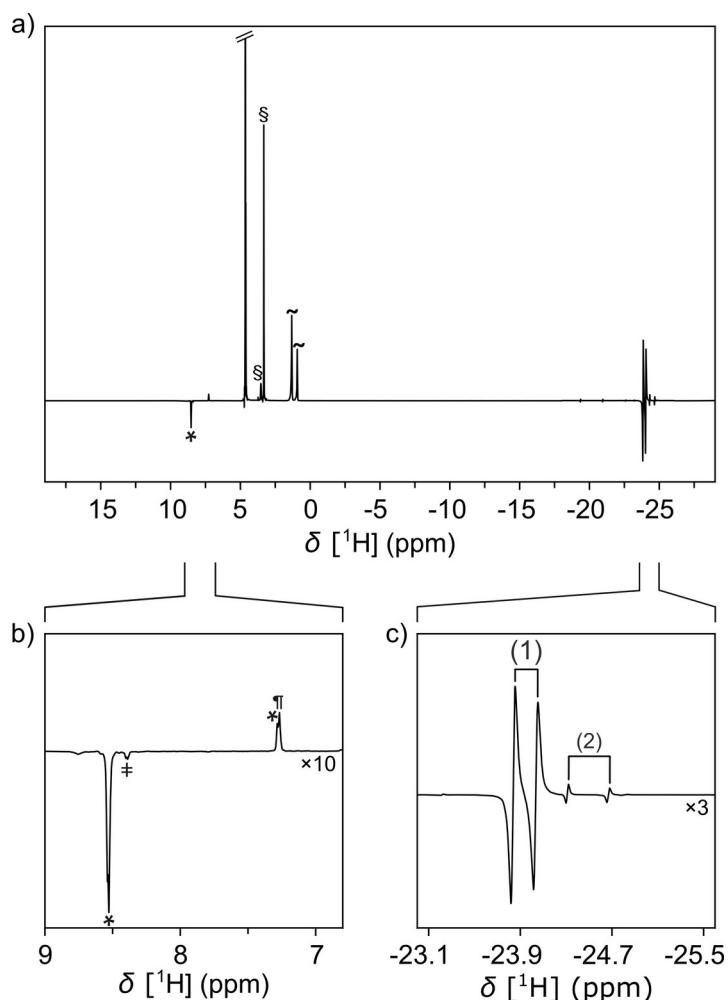 a)
§
~
§
~
*
15 10 5 0 -5 -10 -15 -20 -25
δ [¹H] (ppm)
b)
c)
(1)
(2)
*¶
‡
×10
×3
*
9 8 7
-23.1 -23.9 -24.7 -25.5
δ [¹H] (ppm)
δ [¹H] (ppm)